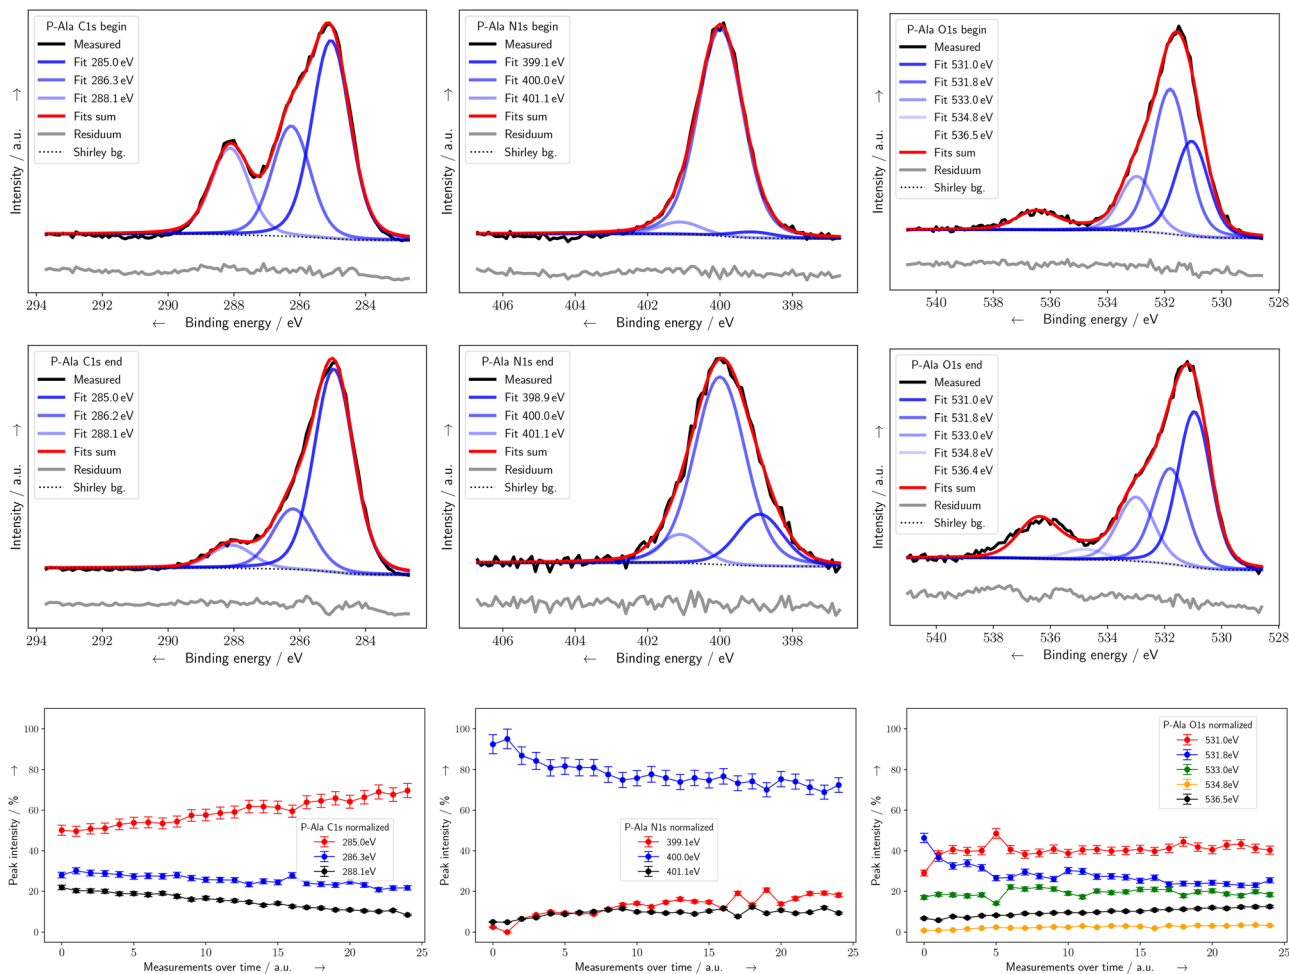 P-Ala C1s begin
Measured
Fit 285.0 eV
Fit 286.3 eV
Fit 288.1 eV
Fits sum
Residuum
Shirley bg.
Intensity / a.u. →
294 292 290 288 286 284
← Binding energy / eV
P-Ala N1s begin
Measured
Fit 399.1 eV
Fit 400.0 eV
Fit 401.1 eV
Fits sum
Residuum
Shirley bg.
Intensity / a.u. →
406 404 402 400 398
← Binding energy / eV
P-Ala O1s begin
Measured
Fit 531.0 eV
Fit 531.8 eV
Fit 533.0 eV
Fit 534.8 eV
Fit 536.5 eV
Fits sum
Residuum
Shirley bg.
Intensity / a.u. →
540 538 536 534 532 530 528
← Binding energy / eV
P-Ala C1s end
Measured
Fit 285.0 eV
Fit 286.2 eV
Fit 288.1 eV
Fits sum
Residuum
Shirley bg.
Intensity / a.u. →
294 292 290 288 286 284
← Binding energy / eV
P-Ala N1s end
Measured
Fit 398.9 eV
Fit 400.0 eV
Fit 401.1 eV
Fits sum
Residuum
Shirley bg.
Intensity / a.u. →
406 404 402 400 398
← Binding energy / eV
P-Ala O1s end
Measured
Fit 531.0 eV
Fit 531.8 eV
Fit 533.0 eV
Fit 534.8 eV
Fit 536.4 eV
Fits sum
Residuum
Shirley bg.
Intensity / a.u. →
540 538 536 534 532 530 528
← Binding energy / eV
Peak intensity / % →
100
80
60
40
20
0
P-Ala C1s normalized
285.0eV
286.3eV
288.1eV
0 5 10 15 20 25
Measurements over time / a.u. →
Peak intensity / % →
100
80
60
40
20
0
P-Ala N1s normalized
399.1eV
400.0eV
401.1eV
0 5 10 15 20 25
Measurements over time / a.u. →
Peak intensity / % →
100
80
60
40
20
0
P-Ala O1s normalized
531.0eV
531.8eV
533.0eV
534.8eV
536.5eV
0 5 10 15 20 25
Measurements over time / a.u. →